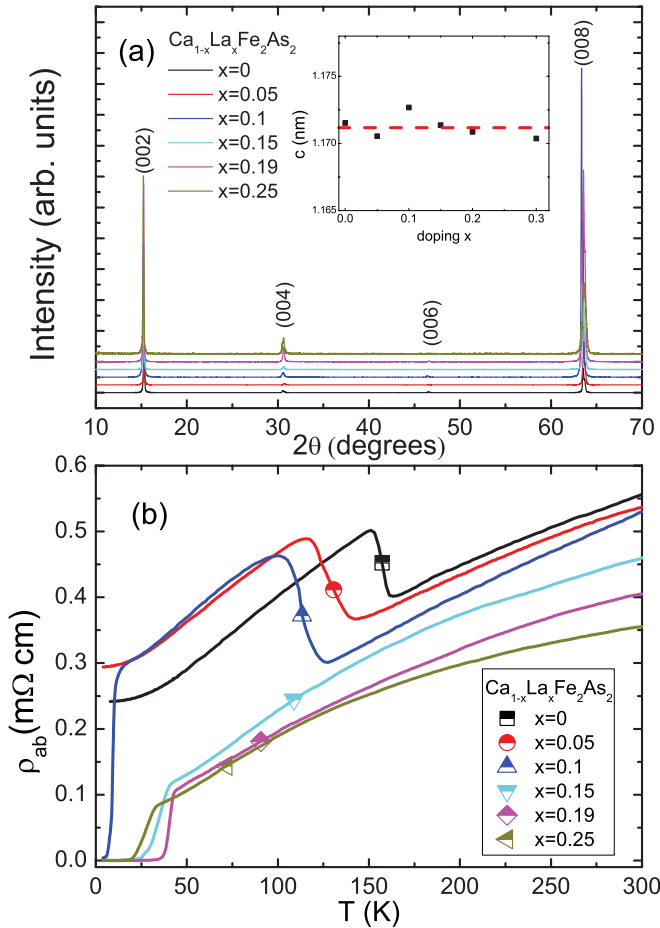 (a)
Ca1-xLaxFe2As2
x=0
x=0.05
x=0.1
x=0.15
x=0.19
x=0.25
(002)
(004)
(006)
(008)
1.175
1.170
1.165
c (nm)
0.0 0.1 0.2 0.3
doping x
Intensity (arb. units)
10 20 30 40 50 60 70
2θ (degrees)
(b)
0.6
0.5
0.4
0.3
0.2
0.1
0.0
ρab(mΩ cm)
Ca1-xLaxFe2As2
x=0
x=0.05
x=0.1
x=0.15
x=0.19
x=0.25
0 50 100 150 200 250 300
T (K)